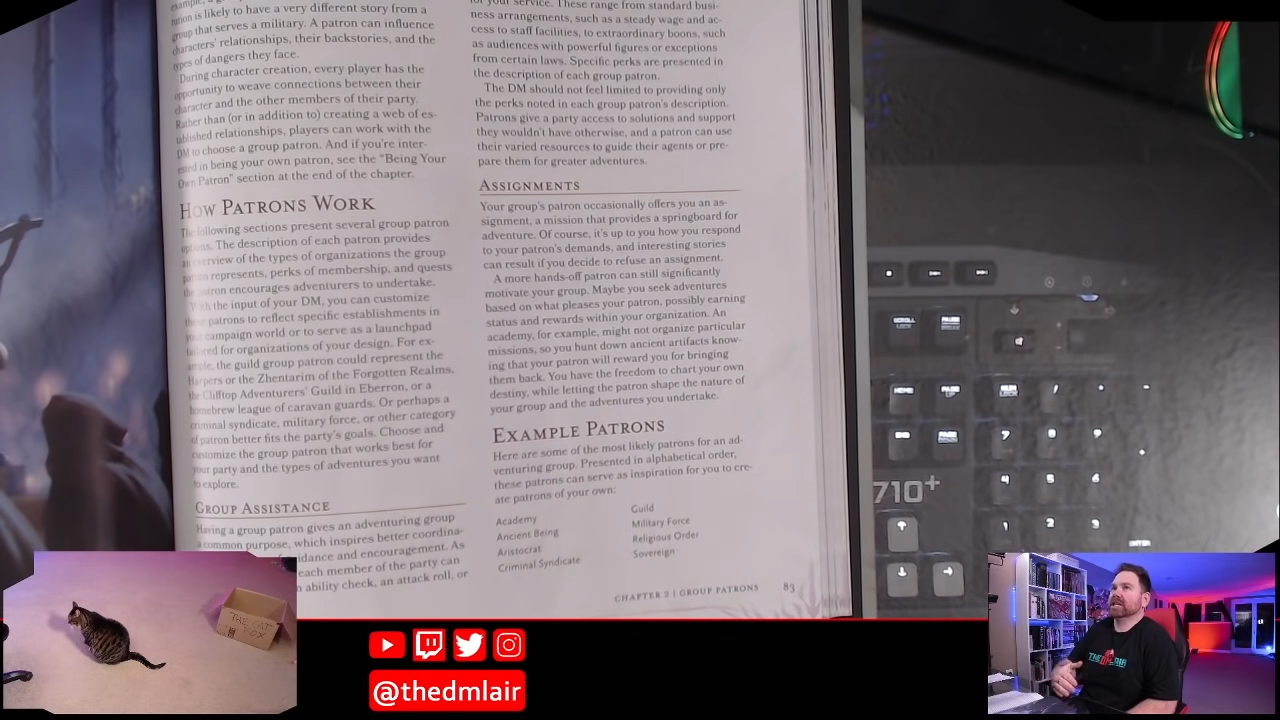 example, a g
nation is likely to have a very different story from a
group that serves a military. A patron can influence
characters' relationships, their backstories, and the
types of dangers they face.
During character creation, every player has the
opportunity to weave connections between their
character and the other members of their party.
Rather than (or in addition to) creating a web of es-
tablished relationships, players can work with the
DM to choose a group patron. And if you're inter-
ested in being your own patron, see the "Being Your
Own Patron" section at the end of the chapter.
HOW PATRONS WORK
The following sections present several group patron
options. The description of each patron provides
an overview of the types of organizations the group
patron represents, perks of membership, and quests
the patron encourages adventurers to undertake.
With the input of your DM, you can customize
these patrons to reflect specific establishments in
your campaign world or to serve as a launchpad
tailored for organizations of your design. For ex-
ample, the guild group patron could represent the
Harpers or the Zhentarim of the Forgotten Realms,
the Clifftop Adventurers' Guild in Eberron, or a
homebrew league of caravan guards. Or perhaps a
criminal syndicate, military force, or other category
of patron better fits the party's goals. Choose and
customize the group patron that works best for
your party and the types of adventures you want
to explore.
GROUP ASSISTANCE
Having a group patron gives an adventuring group
a common purpose, which inspires better coordina-
idance and encouragement. As
each member of the party can
ability check, an attack roll, or
for your service. These range from standard busi-
ness arrangements, such as a steady wage and ac-
cess to staff facilities, to extraordinary boons, such
as audiences with powerful figures or exceptions
from certain laws. Specific perks are presented in
the description of each group patron.
The DM should not feel limited to providing only
the perks noted in each group patron's description.
Patrons give a party access to solutions and support
they wouldn't have otherwise, and a patron can use
their varied resources to guide their agents or pre-
pare them for greater adventures.
ASSIGNMENTS
Your group's patron occasionally offers you an as-
signment, a mission that provides a springboard for
adventure. Of course, it's up to you how you respond
to your patron's demands, and interesting stories
can result if you decide to refuse an assignment.
A more hands-off patron can still significantly
motivate your group. Maybe you seek adventures
based on what pleases your patron, possibly earning
status and rewards within your organization. An
academy, for example, might not organize particular
missions, so you hunt down ancient artifacts know-
ing that your patron will reward you for bringing
them back. You have the freedom to chart your own
destiny, while letting the patron shape the nature of
your group and the adventures you undertake.
EXAMPLE PATRONS
Here are some of the most likely patrons for an ad-
venturing group. Presented in alphabetical order,
these patrons can serve as inspiration for you to cre-
ate patrons of your own:
Academy
Ancient Being
Aristocrat
Criminal Syndicate
Guild
Military Force
Religious Order
Sovereign
CHAPTER 2 | GROUP PATRONS 83
SCROLL LOCK
PAUSE
HOME
PAGE UP
NUM LOCK
/
END
7 8 9
4 5 6
1 2 3
ENTER
710+
THE CAT BOX
THE DM LAIR
@thedmlair